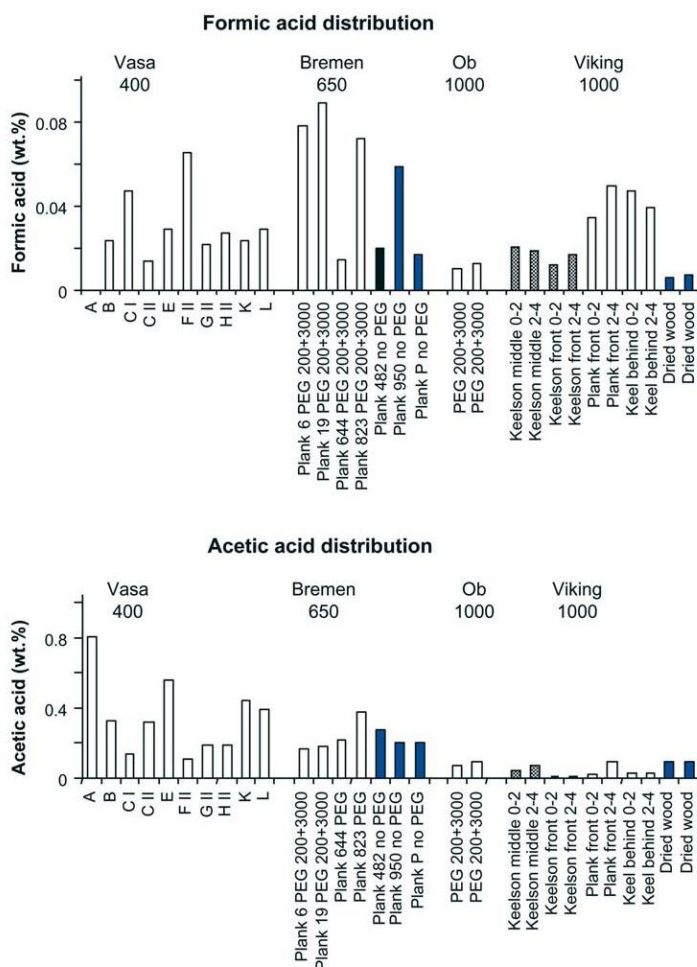 Formic acid distribution
Vasa
400
Bremen
650
Ob
1000
Viking
1000
Formic acid (wt.%)
0.08
0.04
0
A
B
C I
C II
E
F II
G II
H II
K
L
Plank 6 PEG 200+3000
Plank 19 PEG 200+3000
Plank 644 PEG 200+3000
Plank 823 PEG 200+3000
Plank 482 no PEG
Plank 950 no PEG
Plank P no PEG
PEG 200+3000
PEG 200+3000
Keelson middle 0-2
Keelson middle 2-4
Keelson front 0-2
Keelson front 2-4
Plank front 0-2
Plank front 2-4
Keel behind 0-2
Keel behind 2-4
Dried wood
Dried wood
Acetic acid distribution
Vasa
400
Bremen
650
Ob
1000
Viking
1000
Acetic acid (wt.%)
0.8
0.4
0
A
B
C I
C II
E
F II
G II
H II
K
L
Plank 6 PEG 200+3000
Plank 19 PEG 200+3000
Plank 644 PEG
Plank 823 PEG
Plank 482 no PEG
Plank 950 no PEG
Plank P no PEG
PEG 200+3000
PEG 200+3000
Keelson middle 0-2
Keelson middle 2-4
Keelson front 0-2
Keelson front 2-4
Plank front 0-2
Plank front 2-4
Keel behind 0-2
Keel behind 2-4
Dried wood
Dried wood